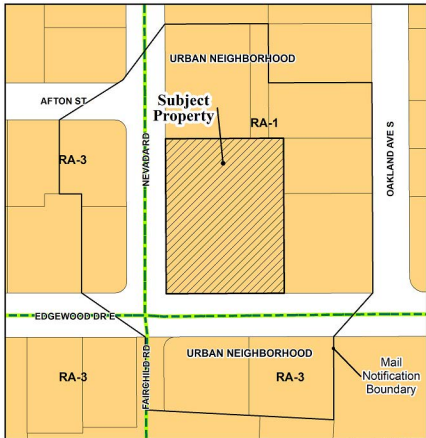 URBAN NEIGHBORHOOD
AFTON ST
Subject
Property
RA-1
RA-3
NEVADA RD
OAKLAND AVE S
EDGEWOOD DR E
URBAN NEIGHBORHOOD
Mail
Notification
Boundary
RA-3
FAIRCHILD RD
RA-3